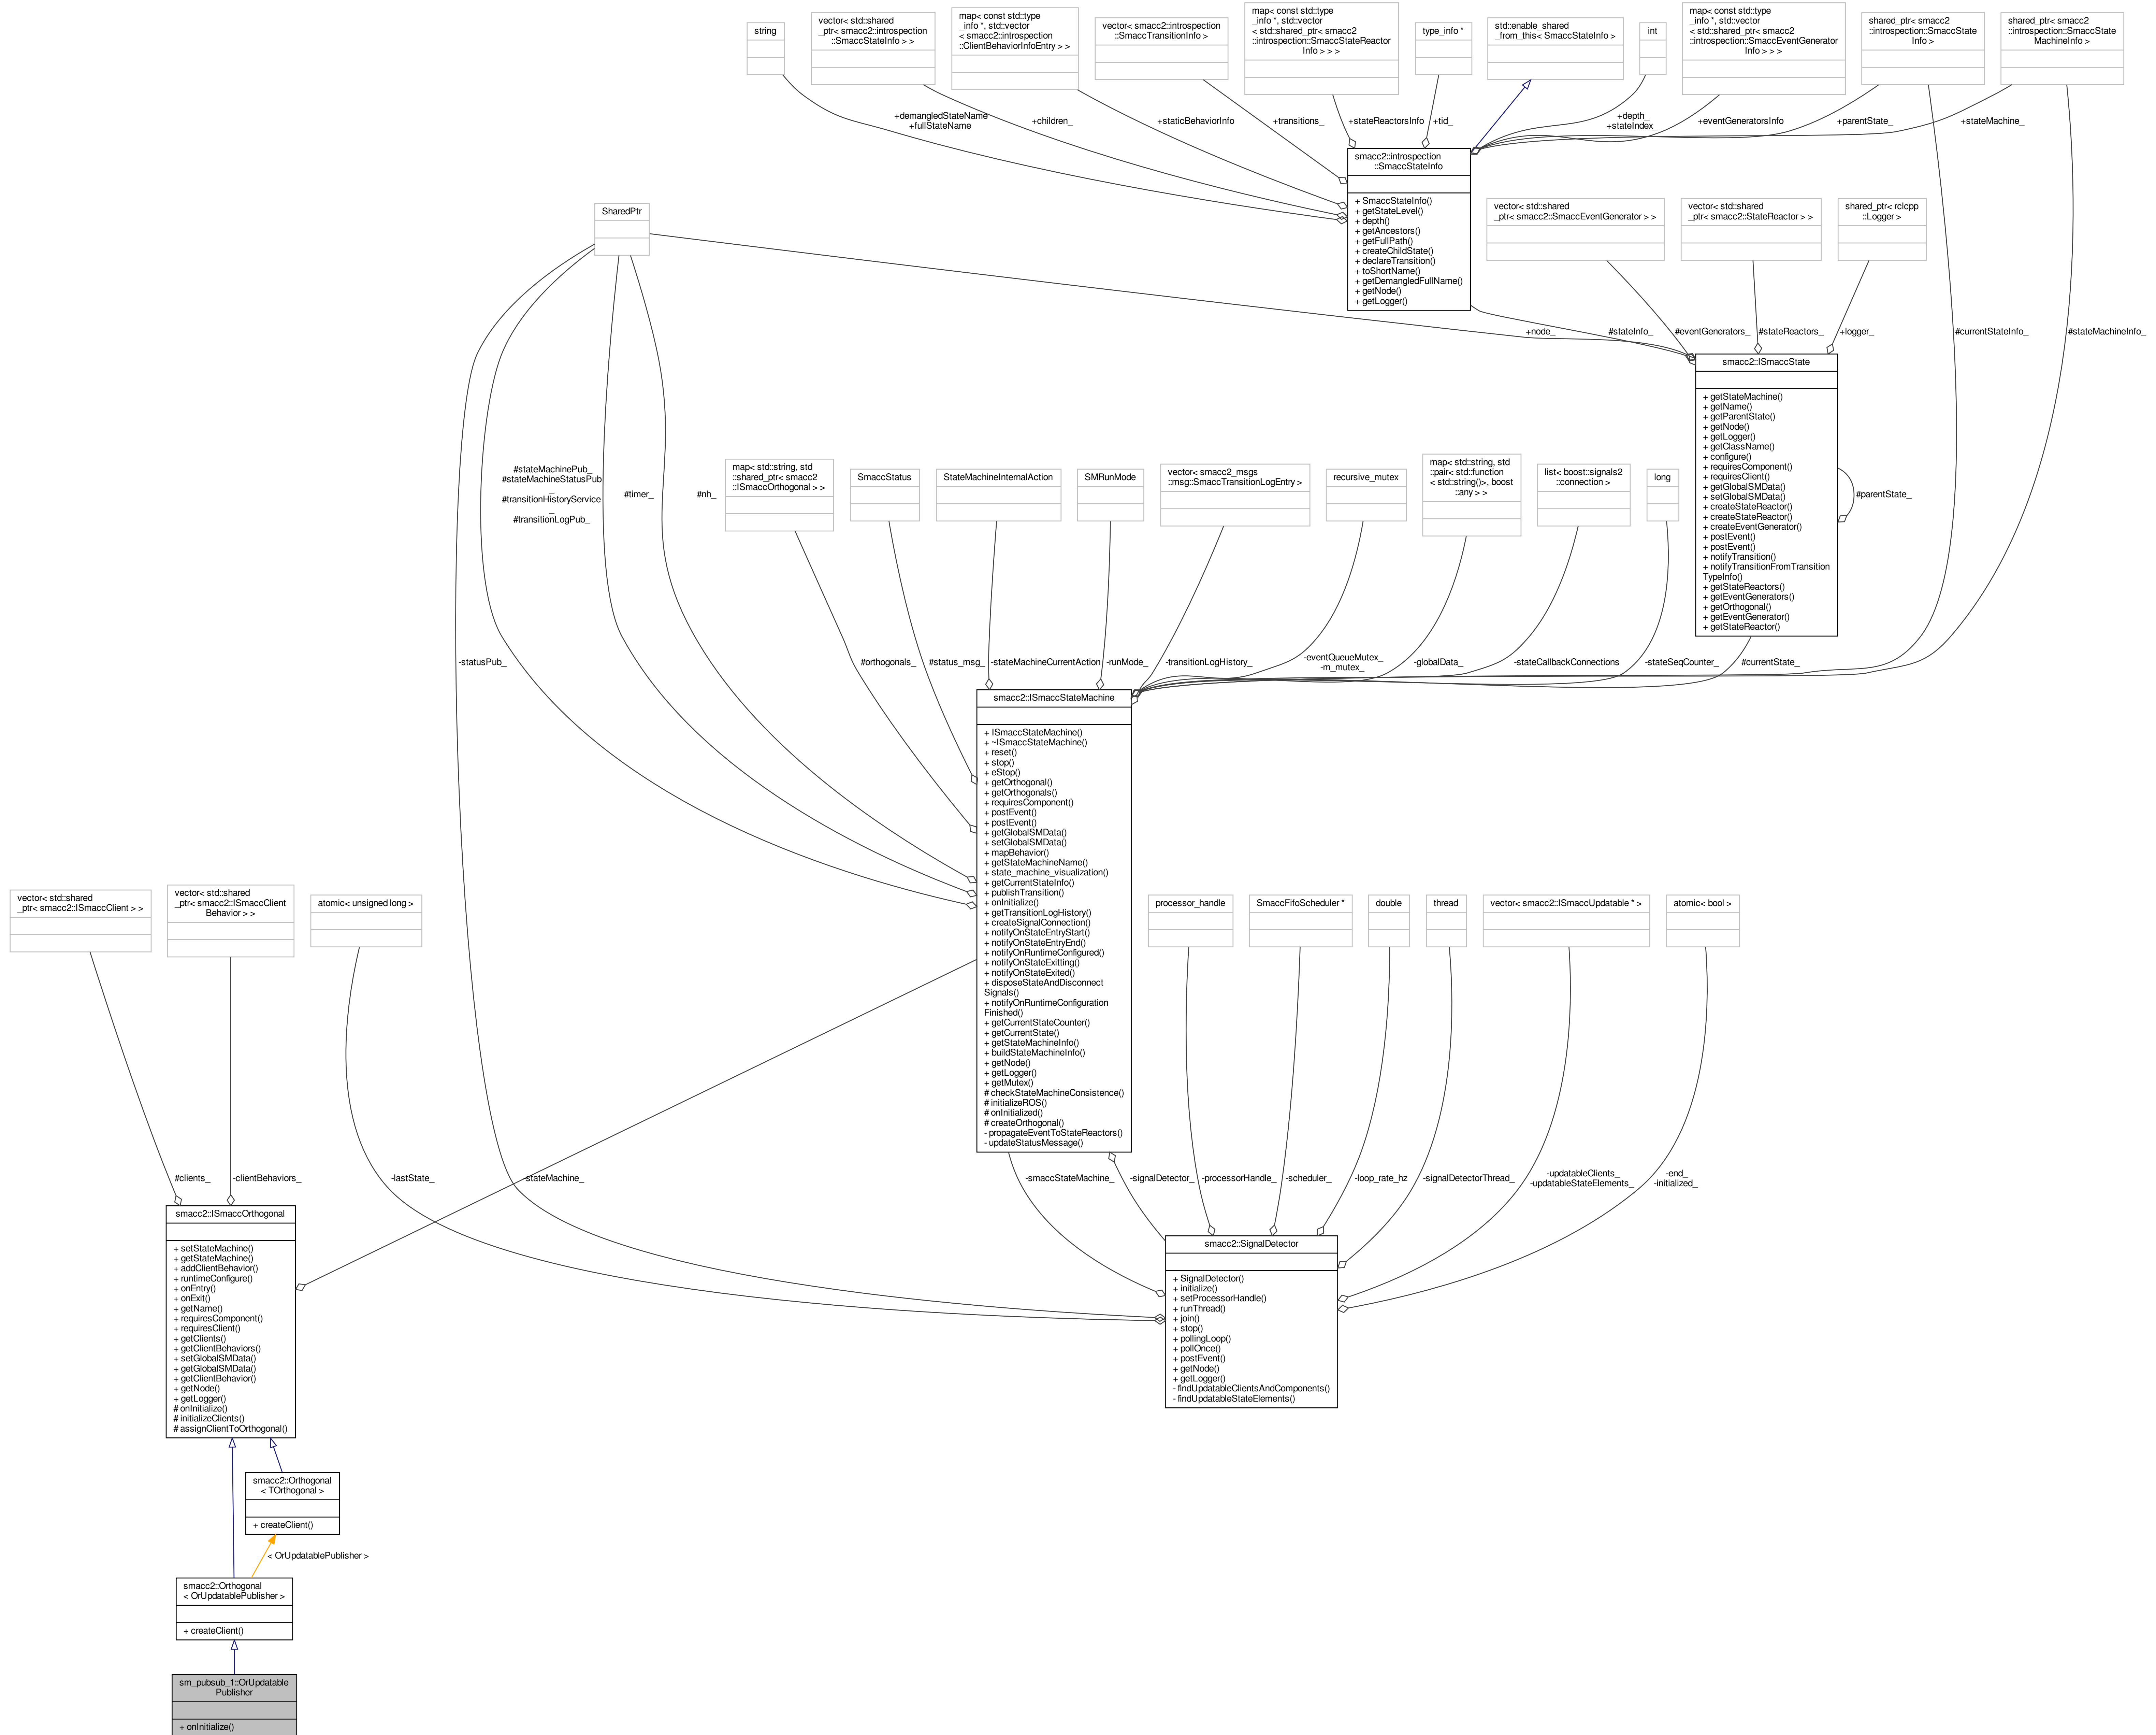 string
vector< std::shared
_ptr< smacc2::introspection
::SmaccStateInfo > >
map< const std::type
_info *, std::vector
< smacc2::introspection
::ClientBehaviorInfoEntry > >
vector< smacc2::introspection
::SmaccTransitionInfo >
map< const std::type
_info *, std::vector
< std::shared_ptr< smacc2
::introspection::SmaccStateReactor
Info > > >
type_info *
std::enable_shared
_from_this< SmaccStateInfo >
int
map< const std::type
_info *, std::vector
< std::shared_ptr< smacc2
::introspection::SmaccEventGenerator
Info > > >
shared_ptr< smacc2
::introspection::SmaccState
Info >
shared_ptr< smacc2
::introspection::SmaccState
MachineInfo >
+demangledStateName
+fullStateName
+children_
+staticBehaviorInfo
+transitions_
+stateReactorsInfo
+tid_
+depth_
+stateIndex_
+eventGeneratorsInfo
+parentState_
+stateMachine_
smacc2::introspection
::SmaccStateInfo
+ SmaccStateInfo()
+ getStateLevel()
+ depth()
+ getAncestors()
+ getFullPath()
+ createChildState()
+ declareTransition()
+ toShortName()
+ getDemangledFullName()
+ getNode()
+ getLogger()
SharedPtr
vector< std::shared
_ptr< smacc2::SmaccEventGenerator > >
vector< std::shared
_ptr< smacc2::StateReactor > >
shared_ptr< rclcpp
::Logger >
+node_
#stateInfo_
#eventGenerators_
#stateReactors_
+logger_
#currentStateInfo_
#stateMachineInfo_
smacc2::ISmaccState
+ getStateMachine()
+ getName()
+ getParentState()
+ getNode()
+ getLogger()
+ getClassName()
+ configure()
+ requiresComponent()
+ requiresClient()
+ getGlobalSMData()
+ setGlobalSMData()
+ createStateReactor()
+ createStateReactor()
+ createEventGenerator()
+ postEvent()
+ postEvent()
+ notifyTransition()
+ notifyTransitionFromTransition
TypeInfo()
+ getStateReactors()
+ getEventGenerators()
+ getOrthogonal()
+ getEventGenerator()
+ getStateReactor()
#parentState_
#stateMachinePub_
#stateMachineStatusPub
_
#transitionHistoryService
_
#transitionLogPub_
#timer_
#nh_
map< std::string, std
::shared_ptr< smacc2
::ISmaccOrthogonal > >
SmaccStatus
StateMachineInternalAction
SMRunMode
vector< smacc2_msgs
::msg::SmaccTransitionLogEntry >
recursive_mutex
map< std::string, std
::pair< std::function
< std::string()>, boost
::any > >
list< boost::signals2
::connection >
long
-statusPub_
#orthogonals_
#status_msg_
-stateMachineCurrentAction
-runMode_
-transitionLogHistory_
-eventQueueMutex_
-m_mutex_
-globalData_
-stateCallbackConnections
-stateSeqCounter_
#currentState_
smacc2::ISmaccStateMachine
+ ISmaccStateMachine()
+ ~ISmaccStateMachine()
+ reset()
+ stop()
+ eStop()
+ getOrthogonal()
+ getOrthogonals()
+ requiresComponent()
+ postEvent()
+ postEvent()
+ getGlobalSMData()
+ setGlobalSMData()
+ mapBehavior()
+ getStateMachineName()
+ state_machine_visualization()
+ getCurrentStateInfo()
+ publishTransition()
+ onInitialize()
+ getTransitionLogHistory()
+ createSignalConnection()
+ notifyOnStateEntryStart()
+ notifyOnStateEntryEnd()
+ notifyOnRuntimeConfigured()
+ notifyOnStateExitting()
+ notifyOnStateExited()
+ disposeStateAndDisconnect
Signals()
+ notifyOnRuntimeConfiguration
Finished()
+ getCurrentStateCounter()
+ getCurrentState()
+ getStateMachineInfo()
+ buildStateMachineInfo()
+ getNode()
+ getLogger()
+ getMutex()
# checkStateMachineConsistence()
# initializeROS()
# onInitialized()
# createOrthogonal()
- propagateEventToStateReactors()
- updateStatusMessage()
vector< std::shared
_ptr< smacc2::ISmaccClient > >
vector< std::shared
_ptr< smacc2::ISmaccClient
Behavior > >
atomic< unsigned long >
processor_handle
SmaccFifoScheduler *
double
thread
vector< smacc2::ISmaccUpdatable * >
atomic< bool >
#clients_
-clientBehaviors_
-lastState_
-stateMachine_
-smaccStateMachine_
-signalDetector_
-processorHandle_
-scheduler_
-loop_rate_hz
-signalDetectorThread_
-updatableClients_
-updatableStateElements_
-end_
-initialized_
smacc2::ISmaccOrthogonal
+ setStateMachine()
+ getStateMachine()
+ addClientBehavior()
+ runtimeConfigure()
+ onEntry()
+ onExit()
+ getName()
+ requiresComponent()
+ requiresClient()
+ getClients()
+ getClientBehaviors()
+ setGlobalSMData()
+ getGlobalSMData()
+ getClientBehavior()
+ getNode()
+ getLogger()
# onInitialize()
# initializeClients()
# assignClientToOrthogonal()
smacc2::SignalDetector
+ SignalDetector()
+ initialize()
+ setProcessorHandle()
+ runThread()
+ join()
+ stop()
+ pollingLoop()
+ pollOnce()
+ postEvent()
+ getNode()
+ getLogger()
- findUpdatableClientsAndComponents()
- findUpdatableStateElements()
smacc2::Orthogonal
< TOrthogonal >
+ createClient()
< OrUpdatablePublisher >
smacc2::Orthogonal
< OrUpdatablePublisher >
+ createClient()
sm_pubsub_1::OrUpdatable
Publisher
+ onInitialize()